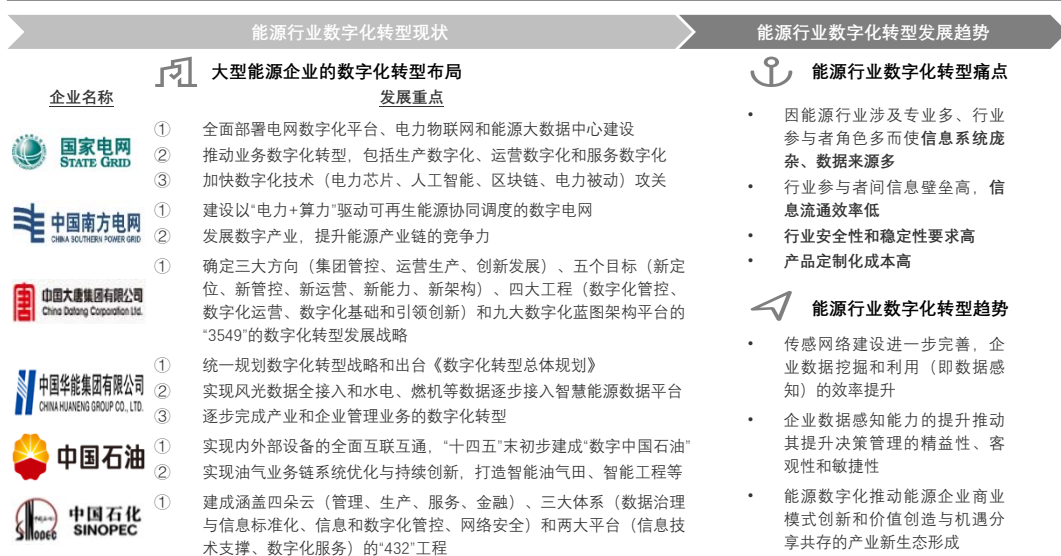 能源行业数字化转型现状
能源行业数字化转型发展趋势
大型能源企业的数字化转型布局
企业名称
发展重点
国家电网
STATE GRID
① 全面部署电网数字化平台、电力物联网和能源大数据中心建设
② 推动业务数字化转型，包括生产数字化、运营数字化和服务数字化
③ 加快数字化技术（电力芯片、人工智能、区块链、电力被动）攻关
中国南方电网
CHINA SOUTHERN POWER GRID
① 建设以“电力+算力”驱动可再生能源协同调度的数字电网
② 发展数字产业，提升能源产业链的竞争力
中国大唐集团有限公司
China Datang Corporation Ltd.
① 确定三大方向（集团管控、运营生产、创新发展）、五个目标（新定
位、新管控、新运营、新能力、新架构）、四大工程（数字化管控、
数字化运营、数字化基础和引领创新）和九大数字化蓝图架构平台的
“3549”的数字化转型发展战略
中国华能集团有限公司
CHINA HUANENG GROUP CO., LTD.
① 统一规划数字化转型战略和出台《数字化转型总体规划》
② 实现风光数据全接入和水电、燃机等数据逐步接入智慧能源数据平台
③ 逐步完成产业和企业管理业务的数字化转型
中国石油
① 实现内外部设备的全面互联互通，“十四五”末初步建成“数字中国石油”
② 实现油气业务链系统优化与持续创新，打造智能油气田、智能工程等
Sinopec
中国石化
SINOPEC
① 建成涵盖四朵云（管理、生产、服务、金融）、三大体系（数据治理
与信息标准化、信息和数字化管控、网络安全）和两大平台（信息技
术支撑、数字化服务）的“432”工程
能源行业数字化转型痛点
• 因能源行业涉及专业多、行业
参与者角色多而使信息系统庞
杂、数据来源多
• 行业参与者间信息壁垒高，信
息流通效率低
• 行业安全性和稳定性要求高
• 产品定制化成本高
能源行业数字化转型趋势
• 传感网络建设进一步完善，企
业数据挖掘和利用（即数据感
知）的效率提升
• 企业数据感知能力的提升推动
其提升决策管理的精益性、客
观性和敏捷性
• 能源数字化推动能源企业商业
模式创新和价值创造与机遇分
享共存的产业新生态形成